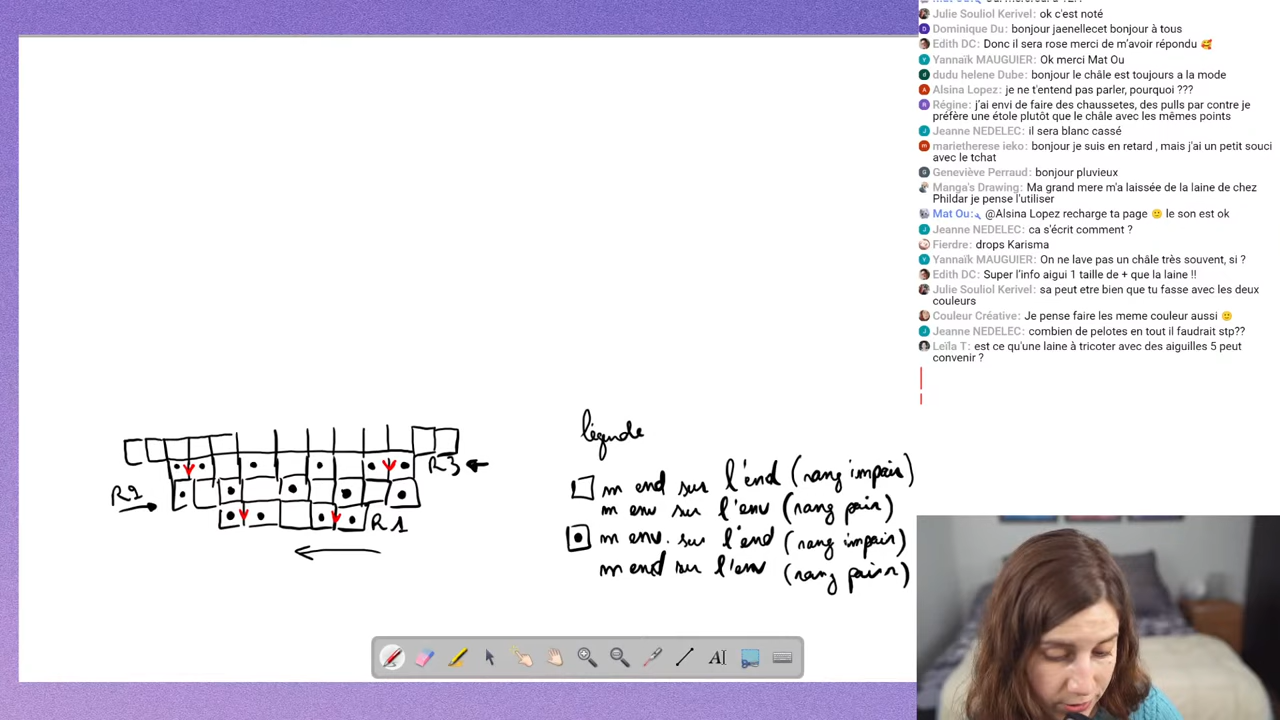 légende
m end sur l'end (rang impair)
m env sur l'env (rang pair)
m env. sur l'end (rang impair)
m end sur l'env (rang pair)
R3
R2
R1
Julie Souliol Kerivel: ok c'est noté
Dominique Du: bonjour jaenellecet bonjour à tous
Edith DC: Donc il sera rose merci de m'avoir répondu 🥰
Yannaïk MAUGUIER: Ok merci Mat Ou
dudu helene Dube: bonjour le châle est toujours a la mode
Alsina Lopez: je ne t'entend pas parler, pourquoi ???
Régine: j'ai envi de faire des chaussetes, des pulls par contre je
préfère une étole plutôt que le châle avec les mêmes points
Jeanne NEDELEC: il sera blanc cassé
marietherese ieko: bonjour je suis en retard , mais j'ai un petit souci
avec le tchat
Geneviève Perraud: bonjour pluvieux
Manga's Drawing: Ma grand mere m'a laissée de la laine de chez
Phildar je pense l'utiliser
Mat Ou: @Alsina Lopez recharge ta page 🙂 le son est ok
Jeanne NEDELEC: ca s'écrit comment ?
Fierdre: drops Karisma
Yannaïk MAUGUIER: On ne lave pas un châle très souvent, si ?
Edith DC: Super l'info aigui 1 taille de + que la laine !!
Julie Souliol Kerivel: sa peut etre bien que tu fasse avec les deux
couleurs
Couleur Créative: Je pense faire les meme couleur aussi 🙂
Jeanne NEDELEC: combien de pelotes en tout il faudrait stp??
Leïla T: est ce qu'une laine à tricoter avec des aiguilles 5 peut
convenir ?
AI